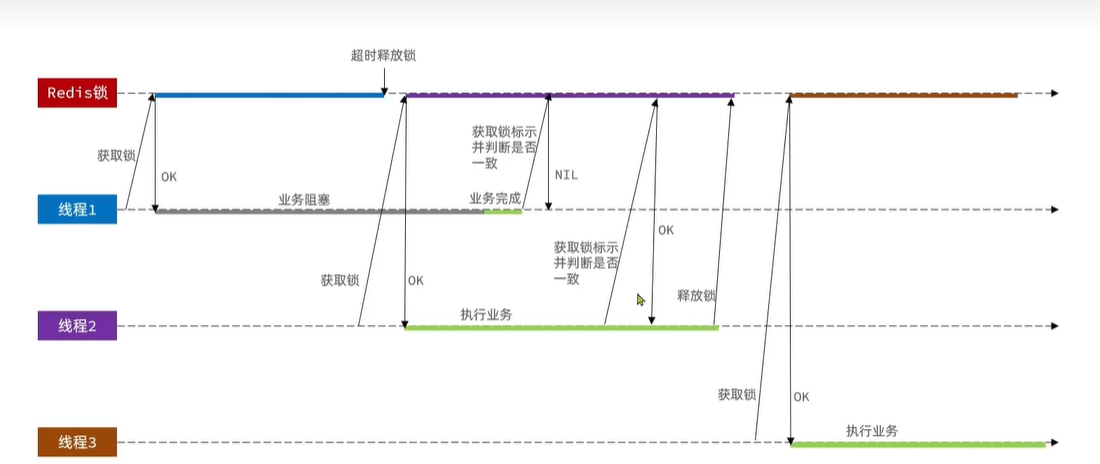 超时释放锁
Redis锁
获取锁
OK
获取锁标示
并判断是否
一致
NIL
线程1
业务阻塞
业务完成
获取锁
OK
获取锁标示
并判断是否
一致
OK
释放锁
线程2
执行业务
获取锁
OK
线程3
执行业务